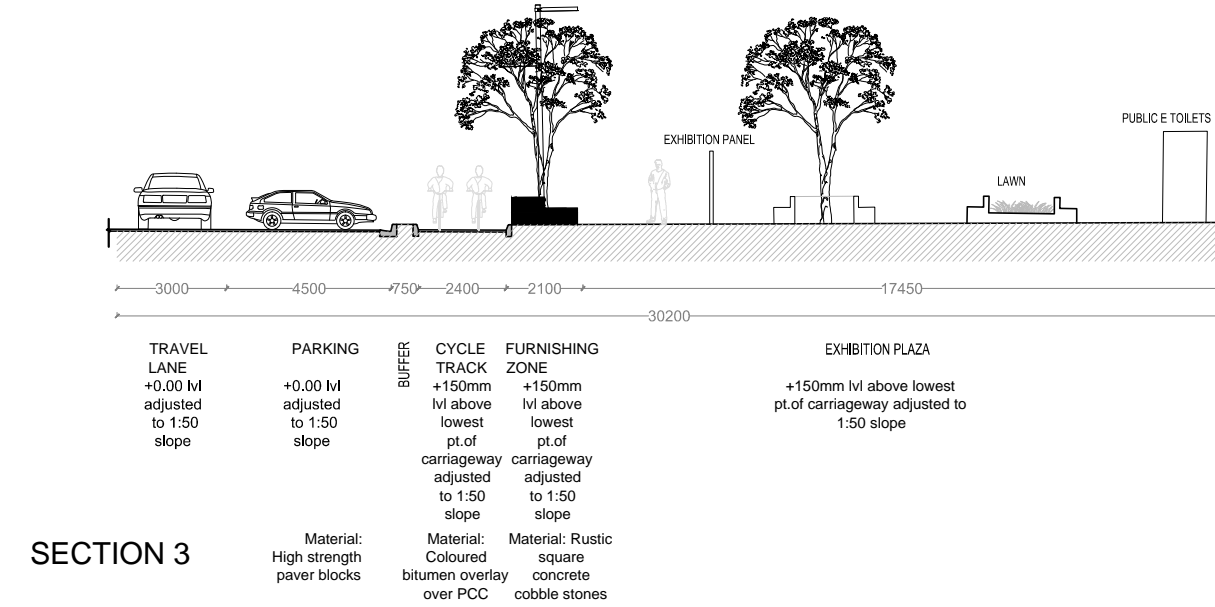 PUBLIC E TOILETS
EXHIBITION PANEL
LAWN
3000
4500
750
2400
2100
17450
30200
TRAVEL
LANE
+0.00 lvl
adjusted
to 1:50
slope
PARKING
+0.00 lvl
adjusted
to 1:50
slope
BUFFER
CYCLE
TRACK
+150mm
lvl above
lowest
pt.of
carriageway
adjusted
to 1:50
slope
FURNISHING
ZONE
+150mm
lvl above
lowest
pt.of
carriageway
adjusted
to 1:50
slope
EXHIBITION PLAZA
+150mm lvl above lowest
pt.of carriageway adjusted to
1:50 slope
SECTION 3
Material:
High strength
paver blocks
Material:
Coloured
bitumen overlay
over PCC
Material: Rustic
square
concrete
cobble stones